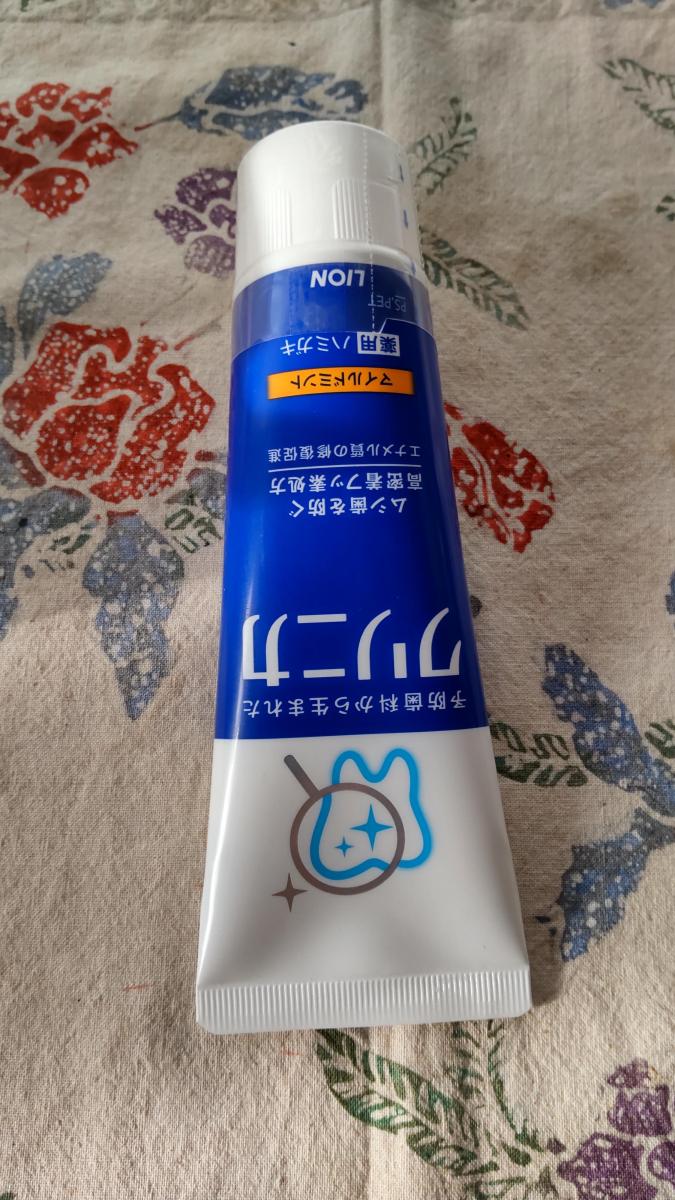 予防歯科から生まれた
クリニカ
ムシ歯を防ぐ
高密着フッ素処方
エナメル質の修復促進
マイルドミント
薬用 ハミガキ
PS,PET
LION